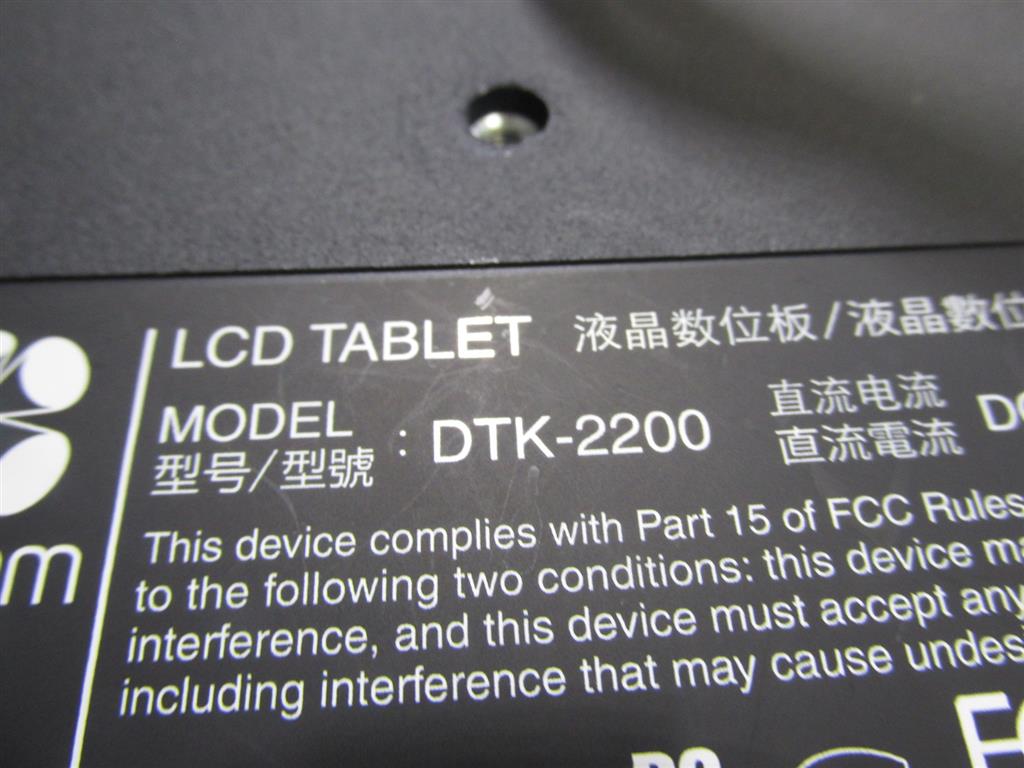 LCD TABLET 液晶数位板/液晶數位
MODEL
型号/型號
: DTK-2200
直流电流
直流電流
This device complies with Part 15 of FCC Rules
to the following two conditions: this device
interference, and this device must accept any
including interference that may cause